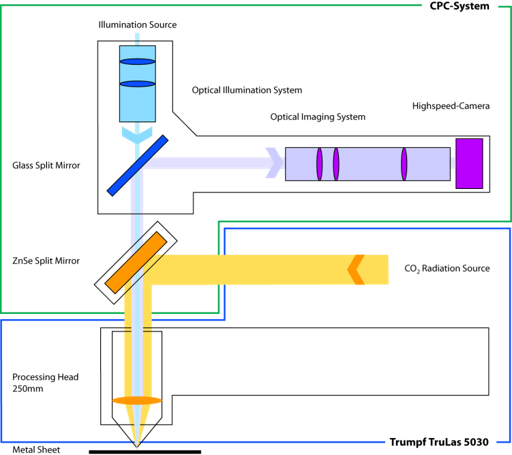 CPC-System
Illumination Source
Optical Illumination System
Highspeed-Camera
Optical Imaging System
Glass Split Mirror
ZnSe Split Mirror
CO₂ Radiation Source
Processing Head
250mm
Trumpf TruLas 5030
Metal Sheet